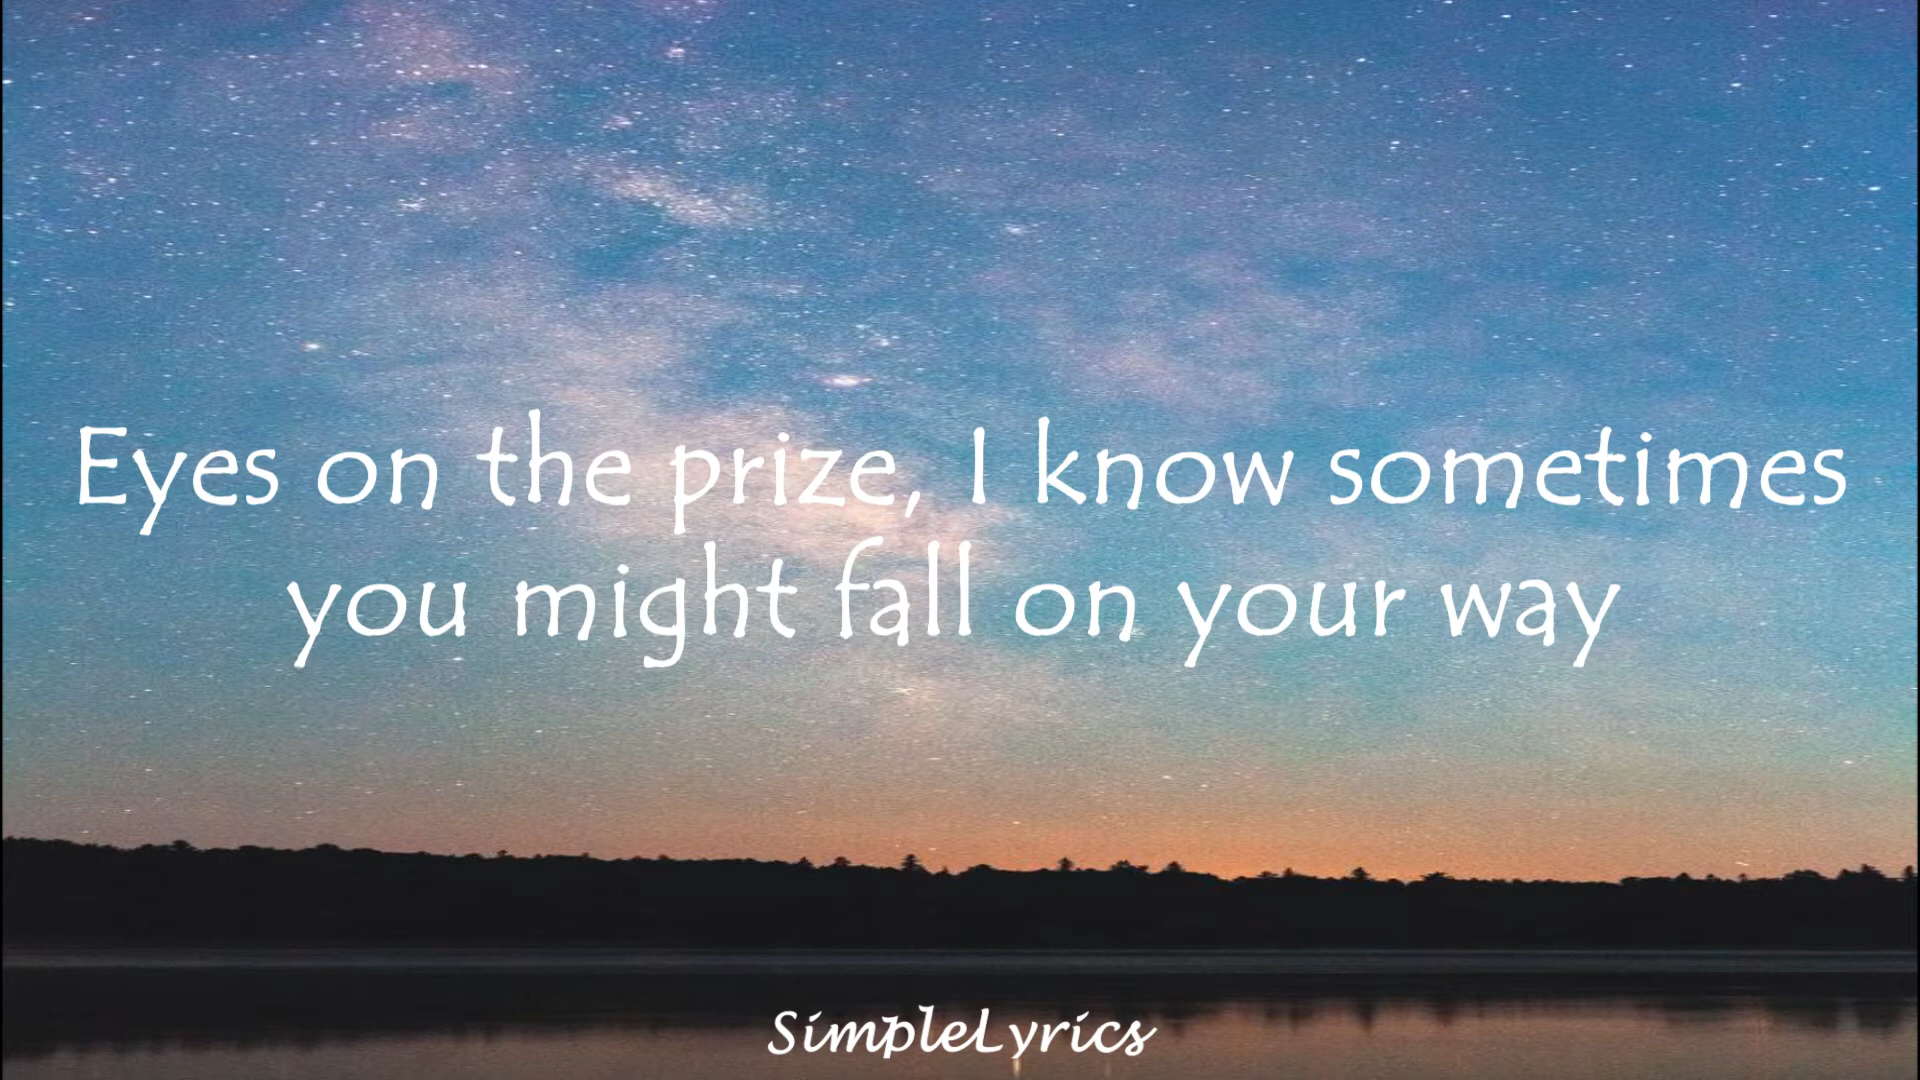 Eyes on the prize, I know sometimes
you might fall on your way
SimpleLyrics